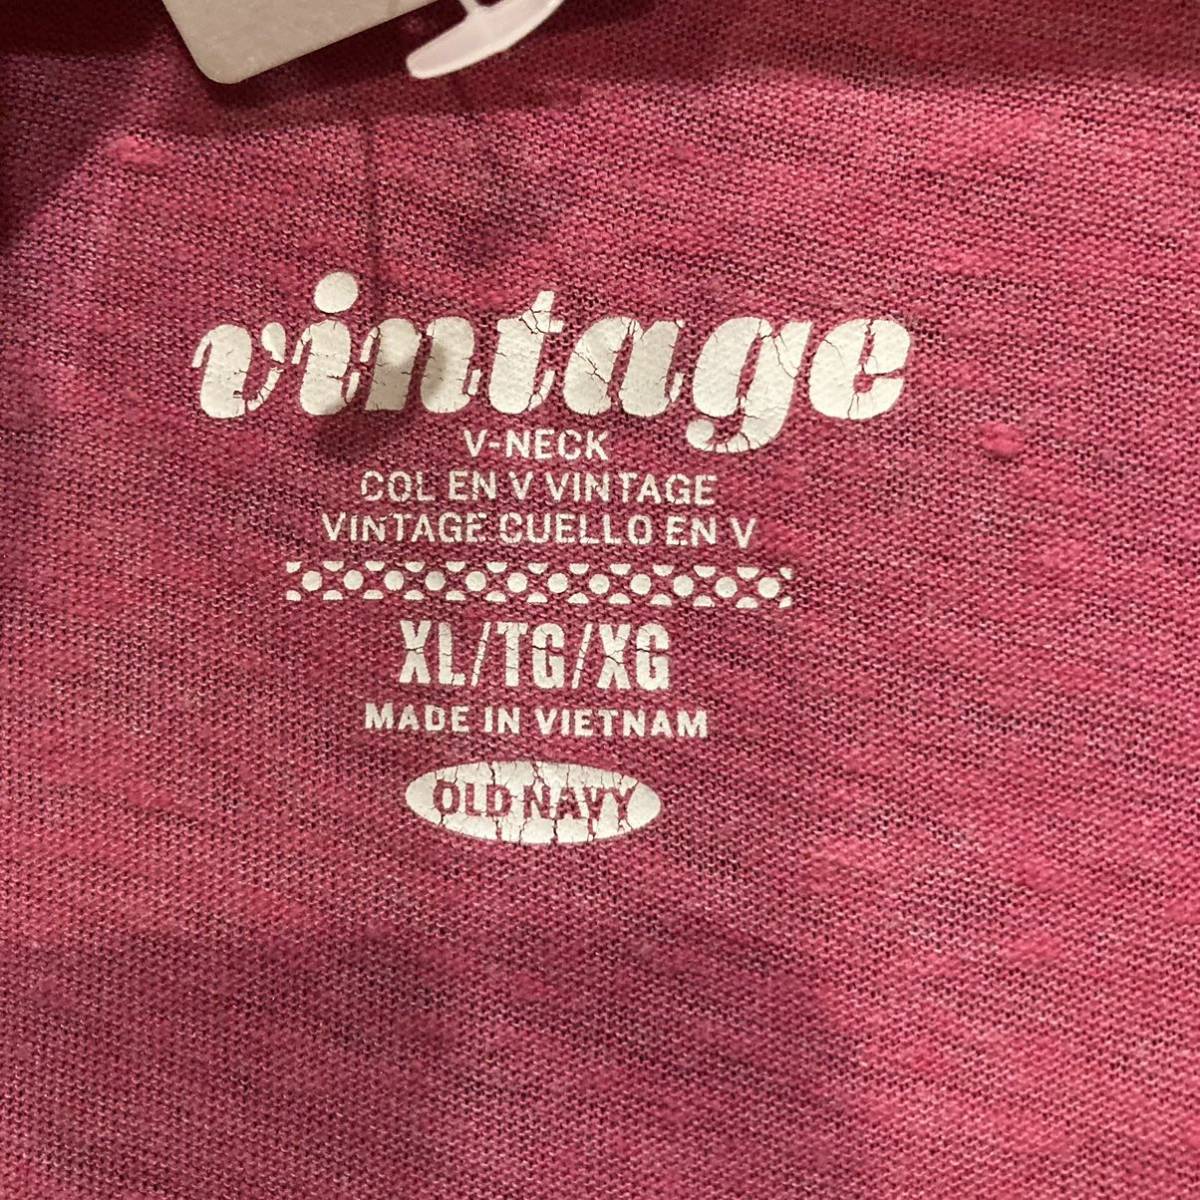 vintage
V-NECK
COL EN V VINTAGE
VINTAGE CUELLO EN V
XL/TG/XG
MADE IN VIETNAM
OLD NAVY